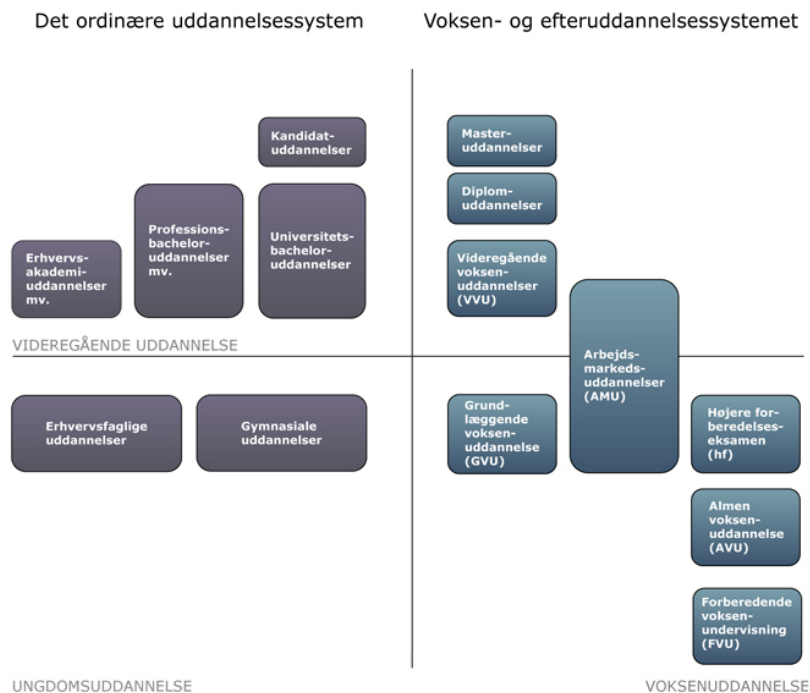 Det ordinære uddannelsessystem
Voksen- og efteruddannelsessystemet
Kandidat-
uddannelser
Professions-
bachelor-
uddannelser
mv.
Universitets-
bachelor-
uddannelser
Erhvervs-
akademi-
uddannelser
mv.
VIDEREGÅENDE UDDANNELSE
Erhvervsfaglige
uddannelser
Gymnasiale
uddannelser
UNGDOMSUDDANNELSE
Master-
uddannelser
Diplom-
uddannelser
Videregående
voksen-
uddannelser
(VVU)
Arbejds-
markeds-
uddannelser
(AMU)
Grund-
læggende
voksen-
uddannelse
(GVU)
Højere for-
beredelses-
eksamen
(hf)
Almen
voksen-
uddannelse
(AVU)
Forberedende
voksen-
undervisning
(FVU)
VOKSENUDDANNELSE